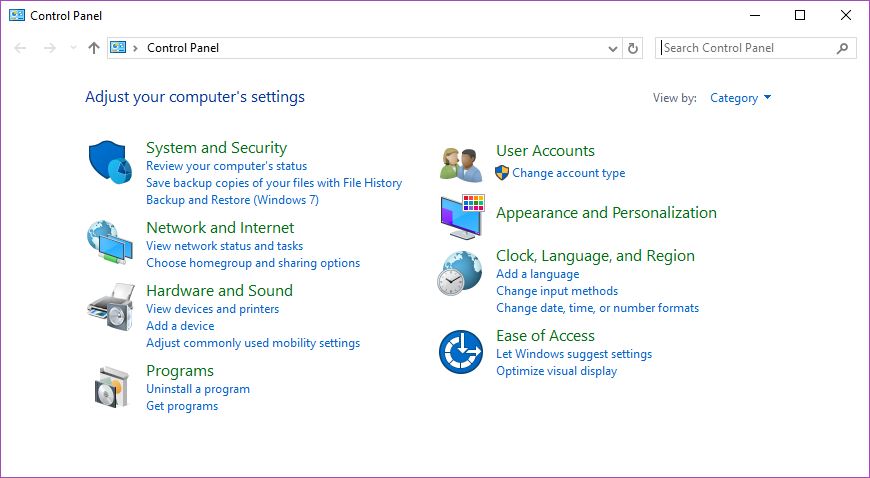 Control Panel
Control Panel
Search Control Panel
Adjust your computer's settings
View by:
Category
System and Security
Review your computer's status
Save backup copies of your files with File History
Backup and Restore (Windows 7)
Network and Internet
View network status and tasks
Choose homegroup and sharing options
Hardware and Sound
View devices and printers
Add a device
Adjust commonly used mobility settings
Programs
Uninstall a program
Get programs
User Accounts
Change account type
Appearance and Personalization
Clock, Language, and Region
Add a language
Change input methods
Change date, time, or number formats
Ease of Access
Let Windows suggest settings
Optimize visual display